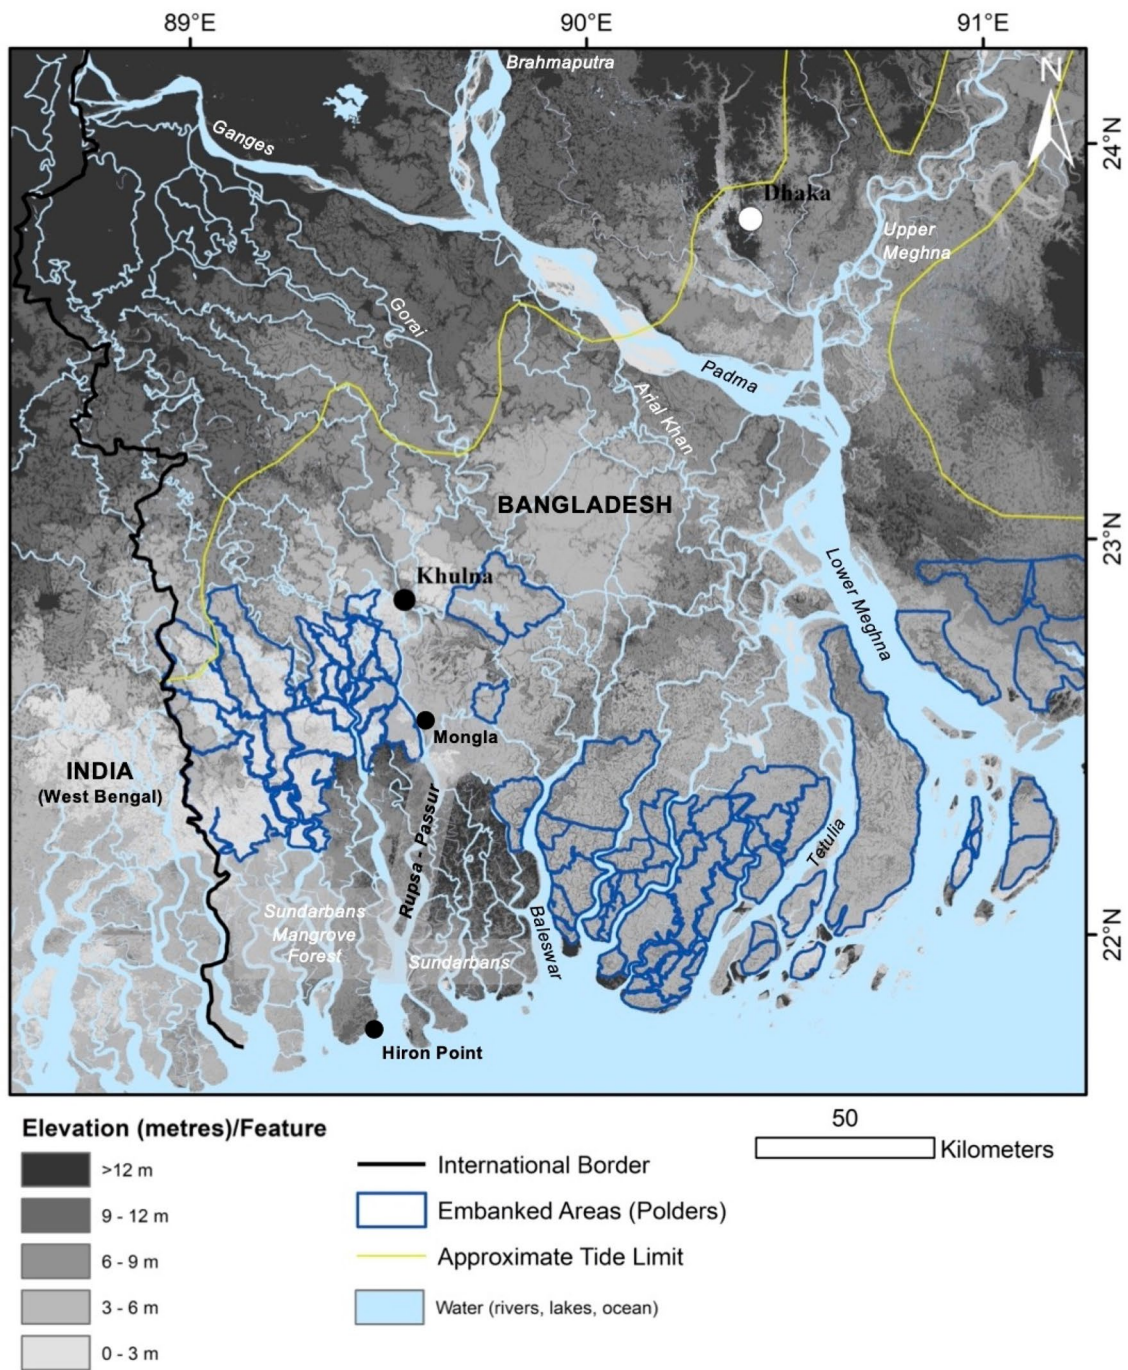 89°E
90°E
91°E
Brahmaputra
N
24°N
Ganges
Dhaka
Upper
Meghna
Gorai
Padma
Arial Khan
BANGLADESH
23°N
Khulna
Lower Meghna
Mongla
INDIA
(West Bengal)
Rupsa - Passur
Tetulia
Sundarbans
Mangrove
Forest
Sundarbans
Baleswar
22°N
Hiron Point
Elevation (metres)/Feature
>12 m
9 - 12 m
6 - 9 m
3 - 6 m
0 - 3 m
International Border
Embanked Areas (Polders)
Approximate Tide Limit
Water (rivers, lakes, ocean)
50
Kilometers